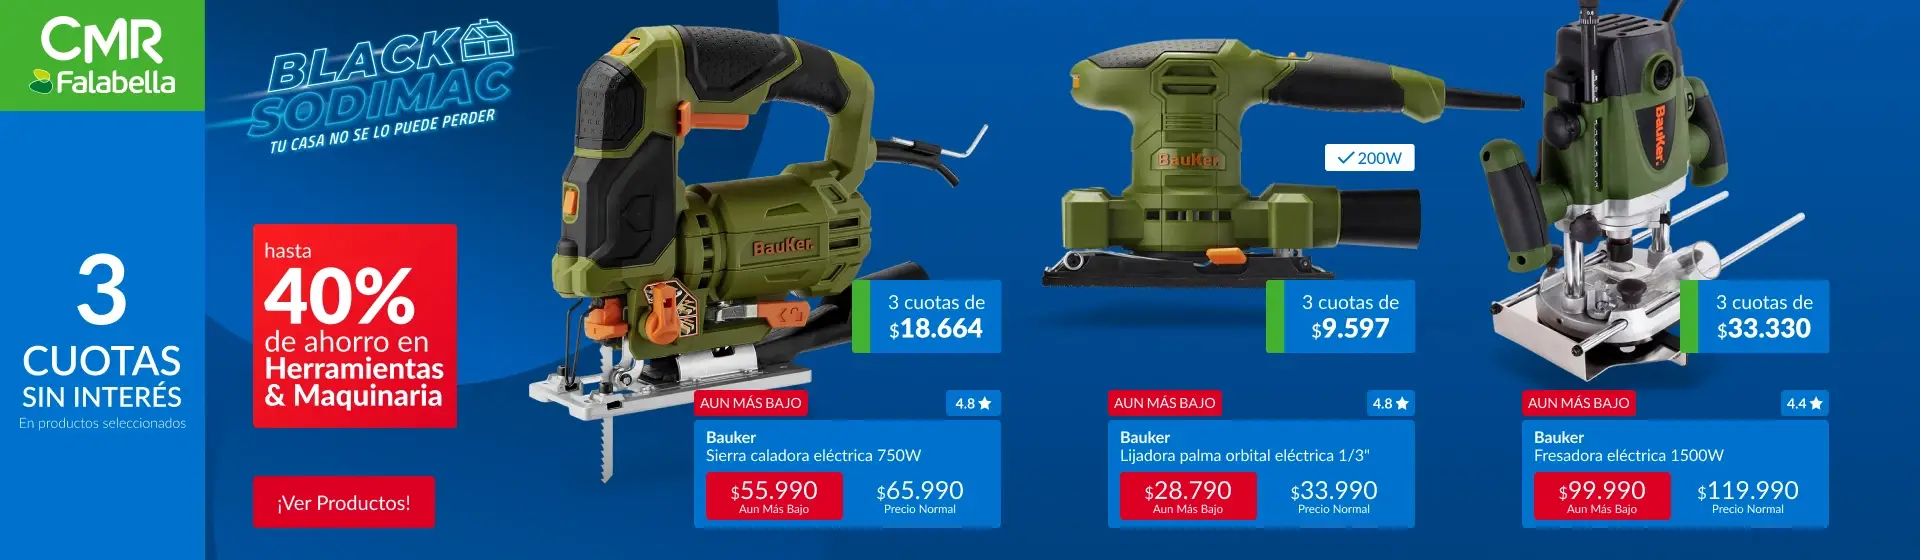 CMR
Falabella
3
CUOTAS
SIN INTERÉS
En productos seleccionados
BLACK
SODIMAC
TU CASA NO SE LO PUEDE PERDER
hasta
40%
de ahorro en
Herramientas
& Maquinaria
¡Ver Productos!
BauKer.
3 cuotas de
$18.664
AUN MÁS BAJO
4.8
Bauker
Sierra caladora eléctrica 750W
$55.990
Aun Más Bajo
$65.990
Precio Normal
BauKer.
200W
3 cuotas de
$9.597
AUN MÁS BAJO
4.8
Bauker
Lijadora palma orbital eléctrica 1/3"
$28.790
Aun Más Bajo
$33.990
Precio Normal
BauKer.
3 cuotas de
$33.330
AUN MÁS BAJO
4.4
Bauker
Fresadora eléctrica 1500W
$99.990
Aun Más Bajo
$119.990
Precio Normal